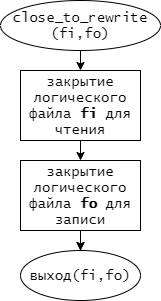 close_to_rewrite
(fi,fo)
закрытие
логического
файла fi для
чтения
закрытие
логического
файла fo для
записи
выход(fi,fo)